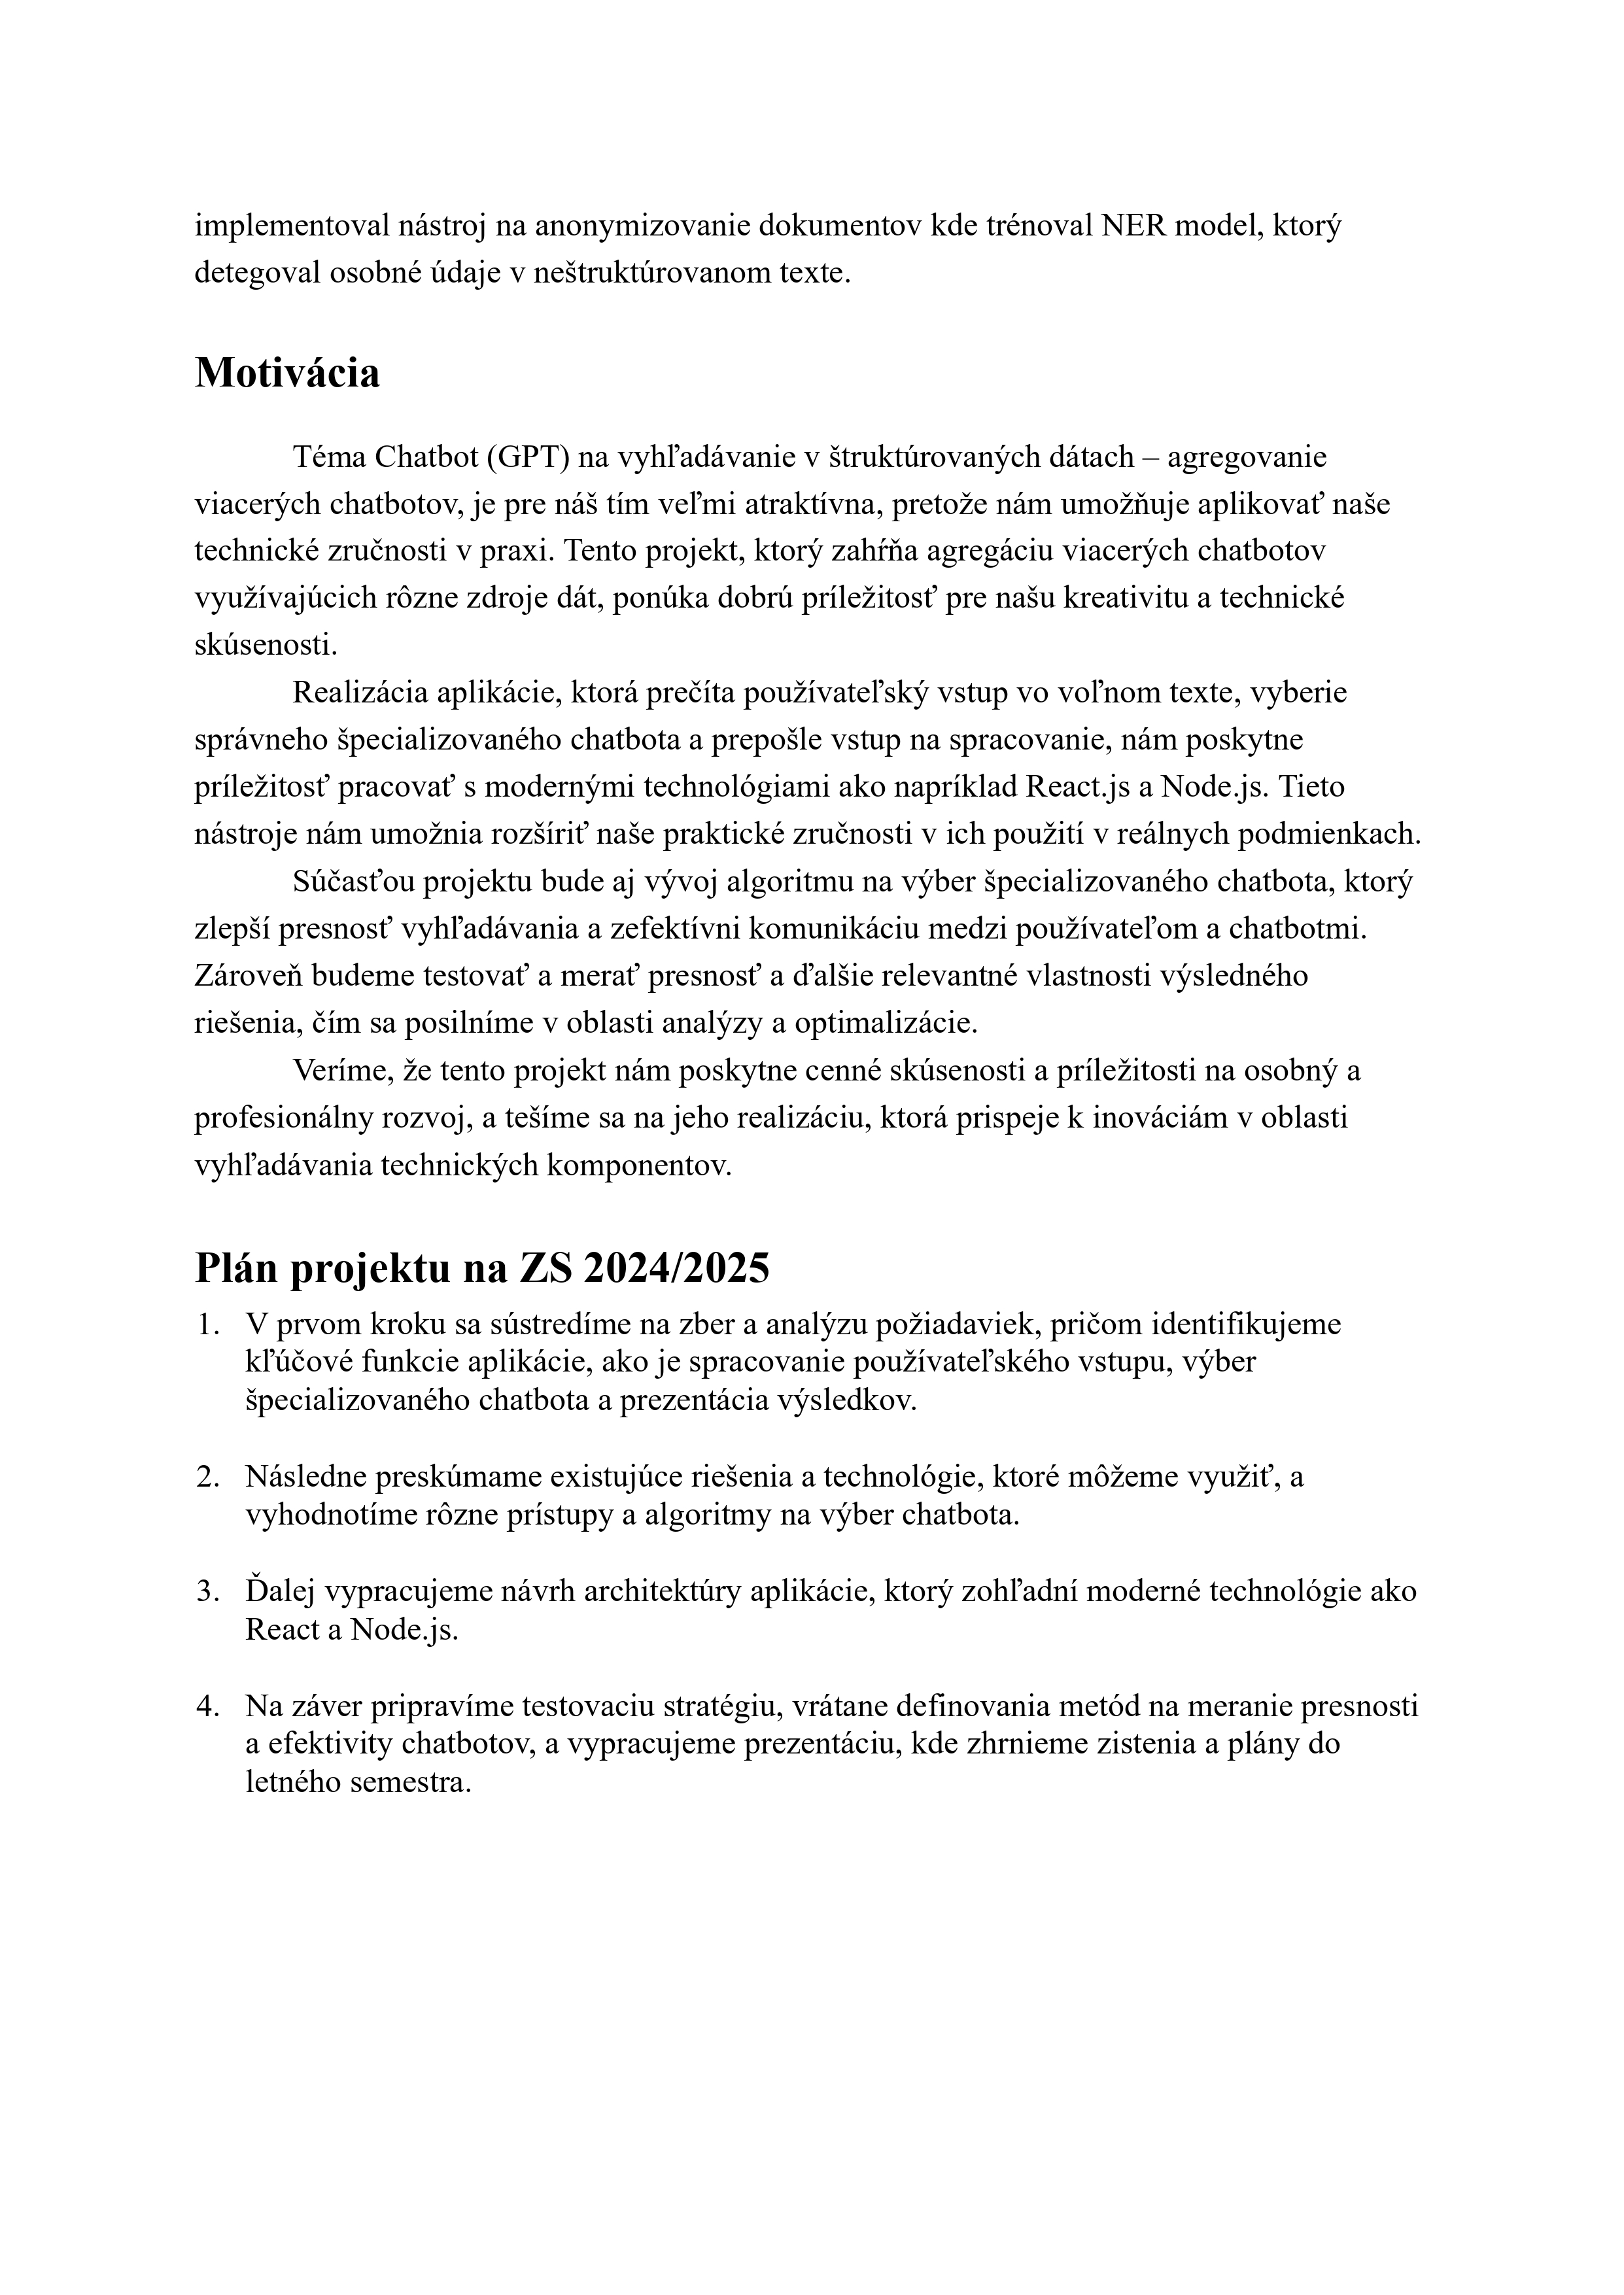 implementoval nástroj na anonymizovanie dokumentov kde trénoval NER model, ktorý
detegoval osobné údaje v neštruktúrovanom texte.
Motivácia
Téma Chatbot (GPT) na vyhľadávanie v štruktúrovaných dátach – agregovanie
viacerých chatbotov, je pre náš tím veľmi atraktívna, pretože nám umožňuje aplikovať naše
technické zručnosti v praxi. Tento projekt, ktorý zahŕňa agregáciu viacerých chatbotov
využívajúcich rôzne zdroje dát, ponúka dobrú príležitosť pre našu kreativitu a technické
skúsenosti.
Realizácia aplikácie, ktorá prečíta používateľský vstup vo voľnom texte, vyberie
správneho špecializovaného chatbota a prepošle vstup na spracovanie, nám poskytne
príležitosť pracovať s modernými technológiami ako napríklad React.js a Node.js. Tieto
nástroje nám umožnia rozšíriť naše praktické zručnosti v ich použití v reálnych podmienkach.
Súčasťou projektu bude aj vývoj algoritmu na výber špecializovaného chatbota, ktorý
zlepší presnosť vyhľadávania a zefektívni komunikáciu medzi používateľom a chatbotmi.
Zároveň budeme testovať a merať presnosť a ďalšie relevantné vlastnosti výsledného
riešenia, čím sa posilníme v oblasti analýzy a optimalizácie.
Veríme, že tento projekt nám poskytne cenné skúsenosti a príležitosti na osobný a
profesionálny rozvoj, a tešíme sa na jeho realizáciu, ktorá prispeje k inováciám v oblasti
vyhľadávania technických komponentov.
Plán projektu na ZS 2024/2025
1. V prvom kroku sa sústredíme na zber a analýzu požiadaviek, pričom identifikujeme
kľúčové funkcie aplikácie, ako je spracovanie používateľského vstupu, výber
špecializovaného chatbota a prezentácia výsledkov.
2. Následne preskúmame existujúce riešenia a technológie, ktoré môžeme využiť, a
vyhodnotíme rôzne prístupy a algoritmy na výber chatbota.
3. Ďalej vypracujeme návrh architektúry aplikácie, ktorý zohľadní moderné technológie ako
React a Node.js.
4. Na záver pripravíme testovaciu stratégiu, vrátane definovania metód na meranie presnosti
a efektivity chatbotov, a vypracujeme prezentáciu, kde zhrnieme zistenia a plány do
letného semestra.